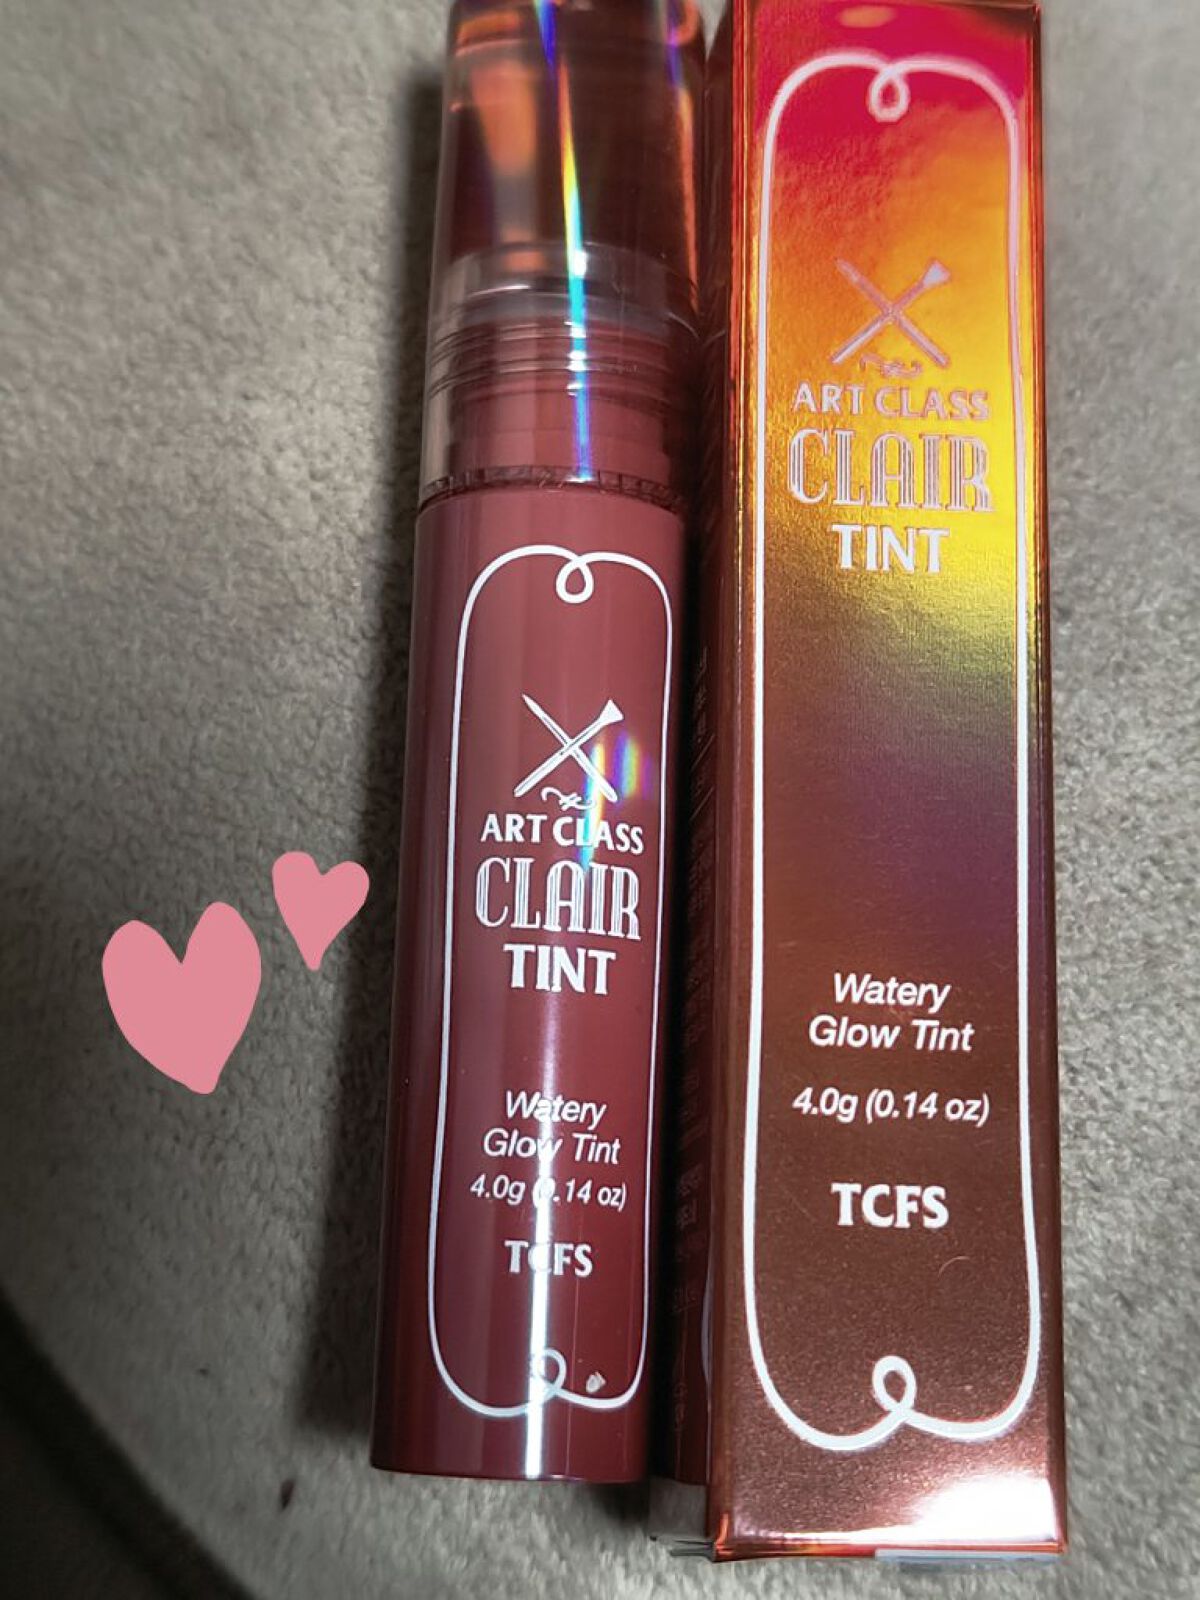 ART CLASS
CLAIR
TINT
Watery
Glow Tint
4.0g (0.14 oz)
TCFS
ART CLASS
CLAIR
TINT
Watery
Glow Tint
4.0g (0.14 oz)
TCFS